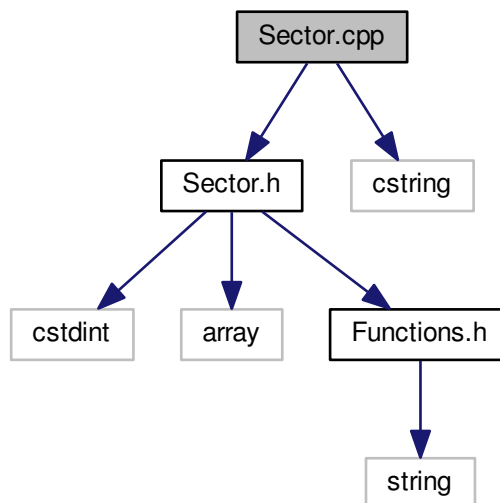 Sector.cpp
Sector.h
cstring
cstdint
array
Functions.h
string